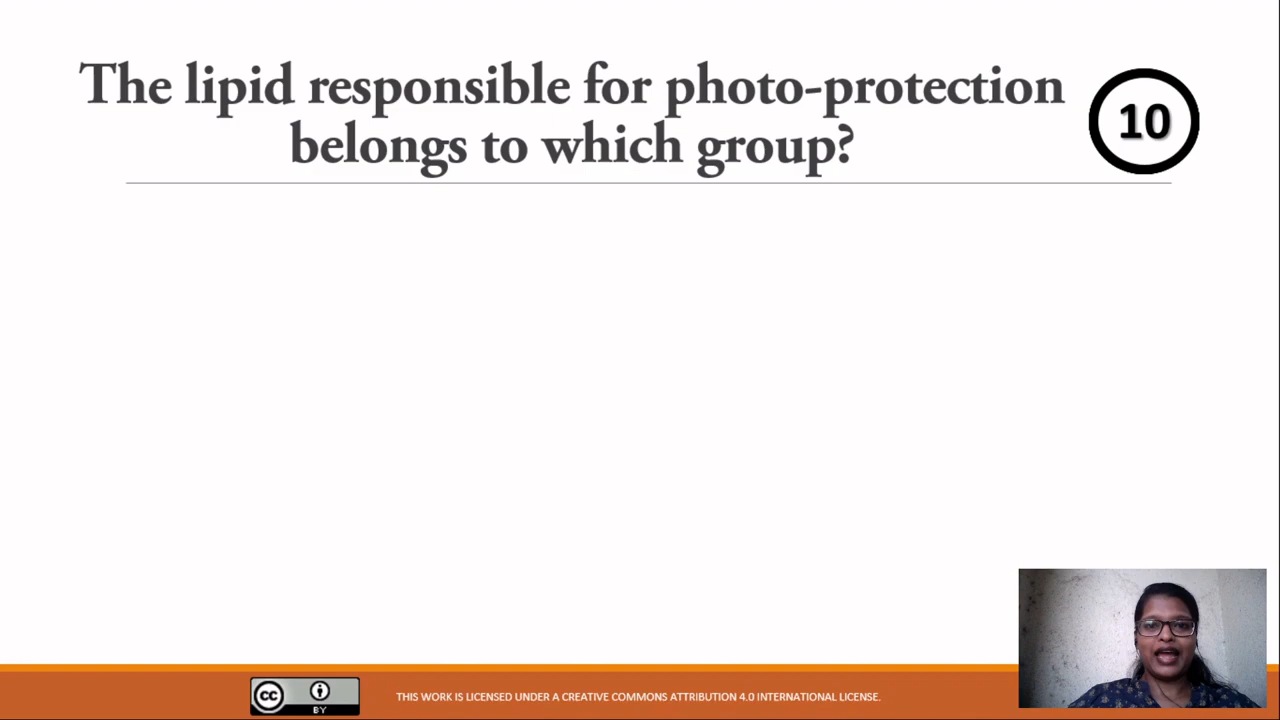 The lipid responsible for photo-protection
belongs to which group?
10
cc
BY
THIS WORK IS LICENSED UNDER A CREATIVE COMMONS ATTRIBUTION 4.0 INTERNATIONAL LICENSE.